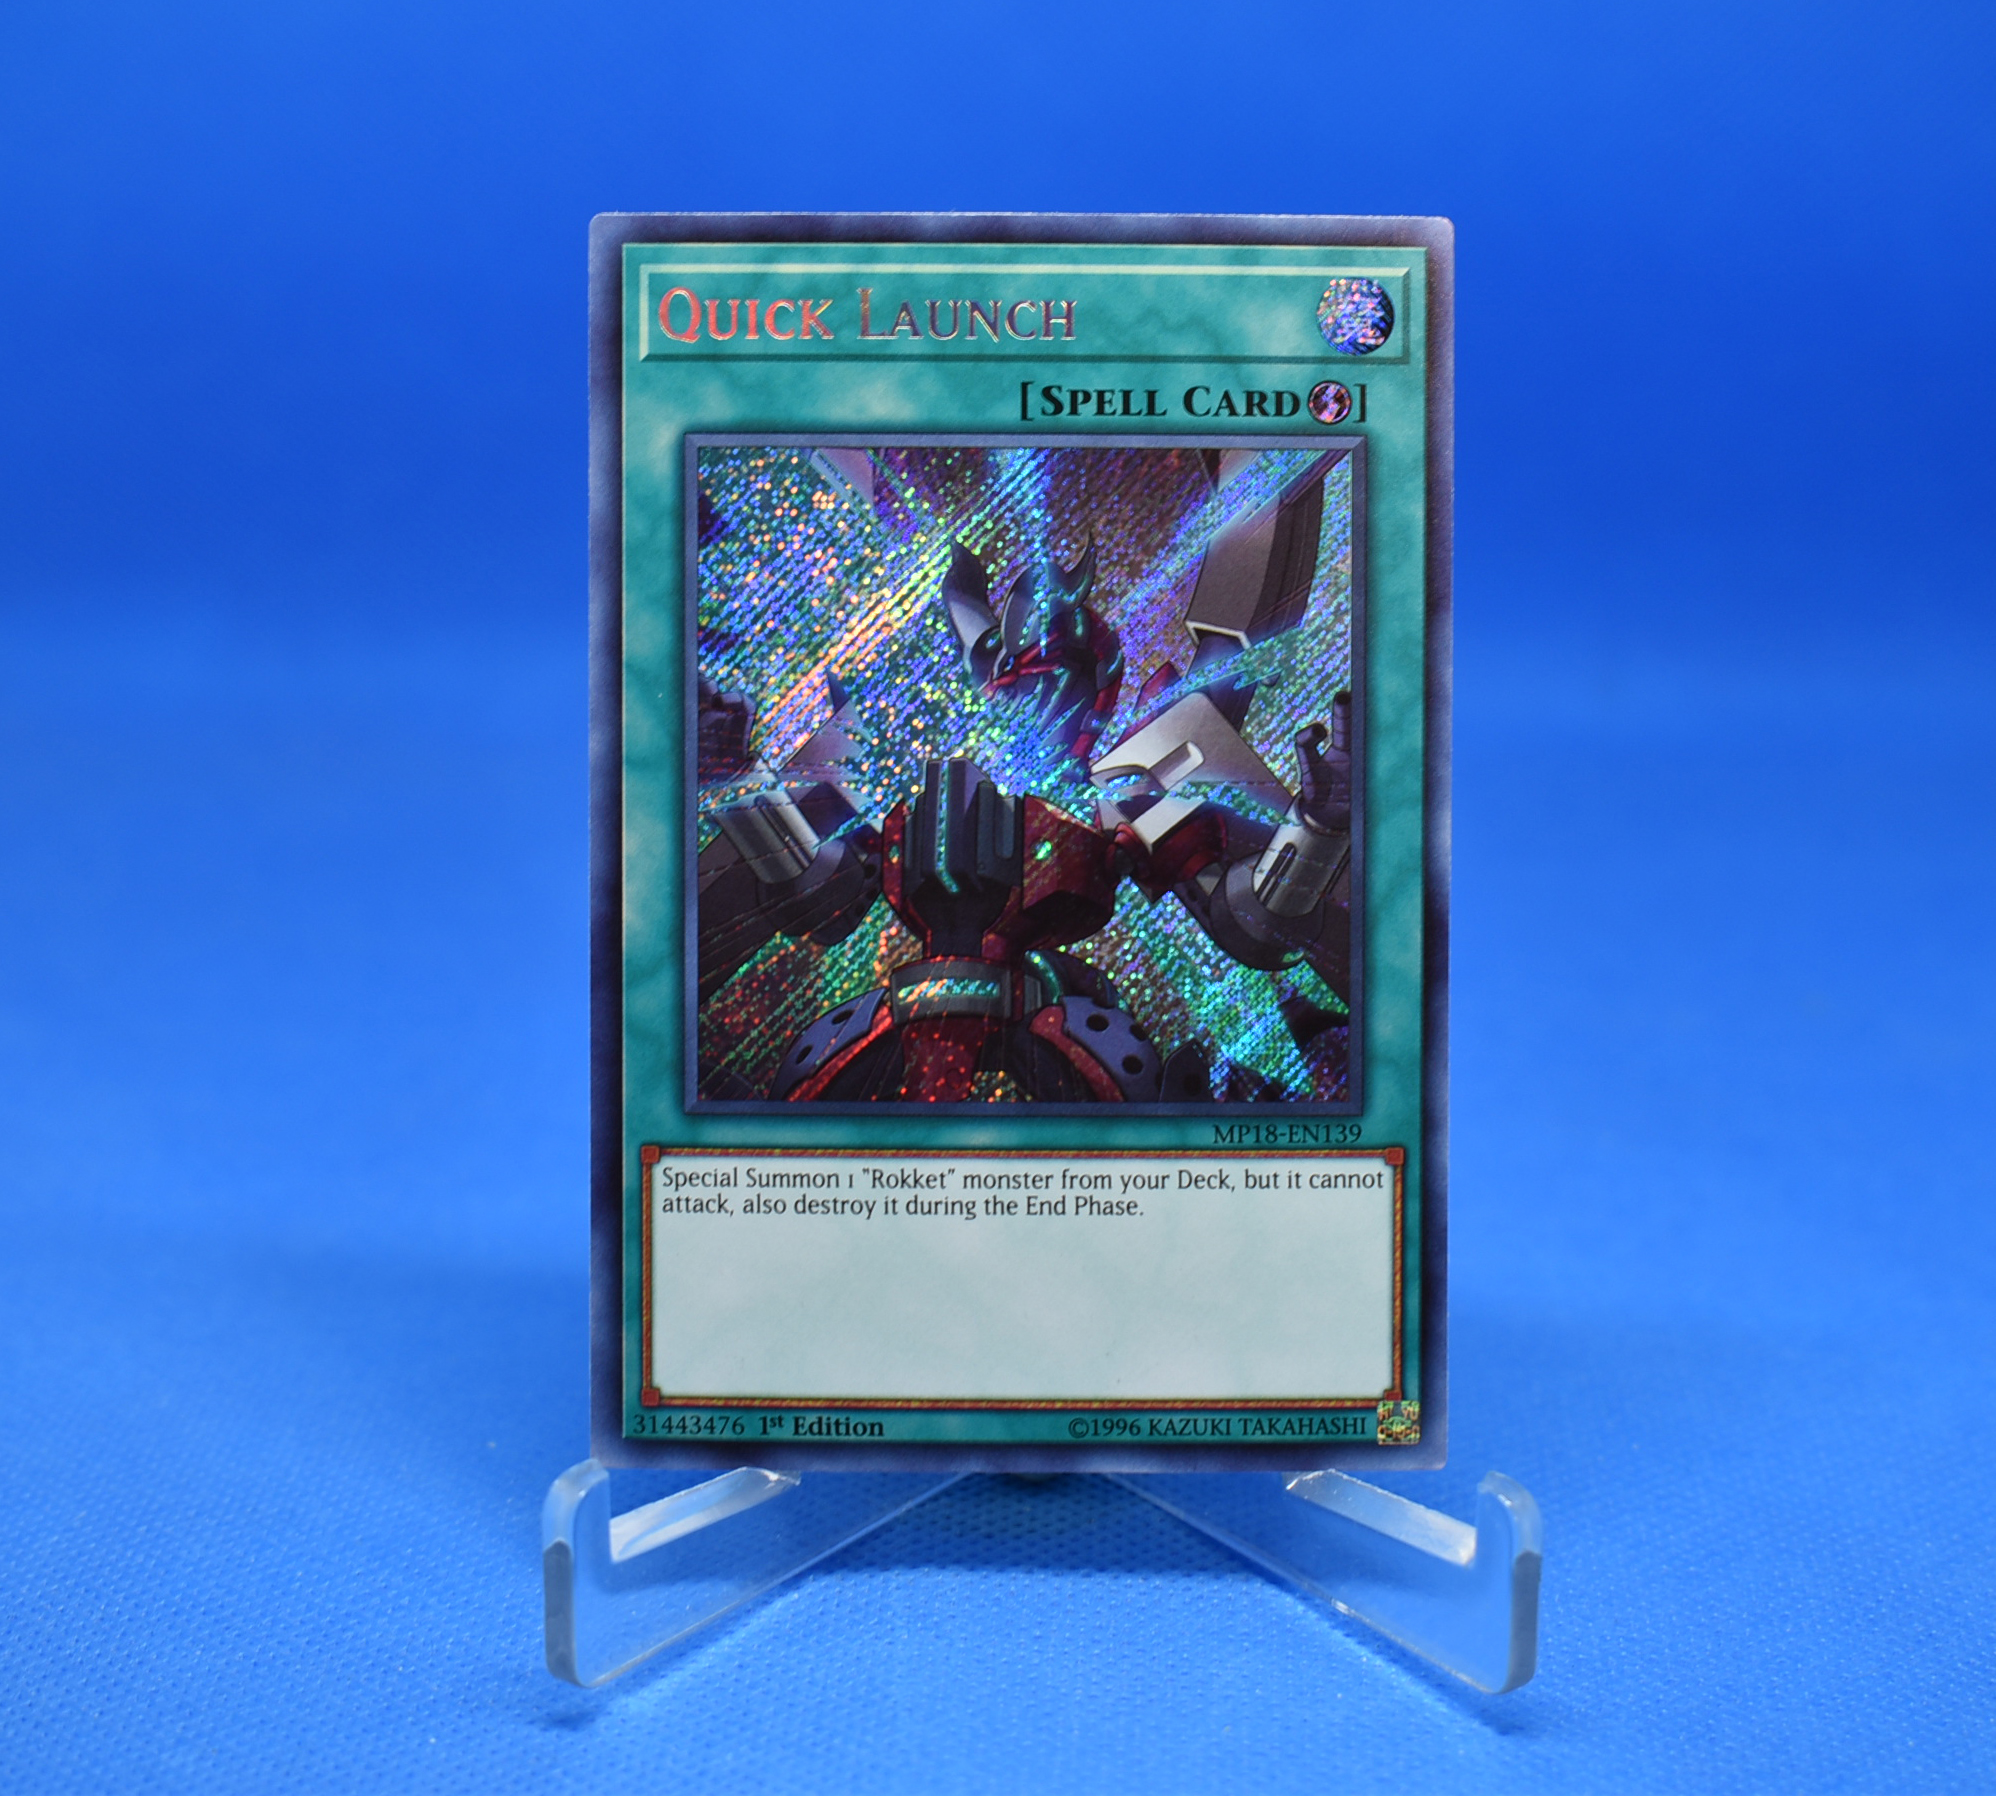 QUICK LAUNCH
[SPELL CARD]
MP18-EN139
Special Summon 1 "Rokket" monster from your Deck, but it cannot
attack, also destroy it during the End Phase.
31443476 1st Edition ©1996 KAZUKI TAKAHASHI